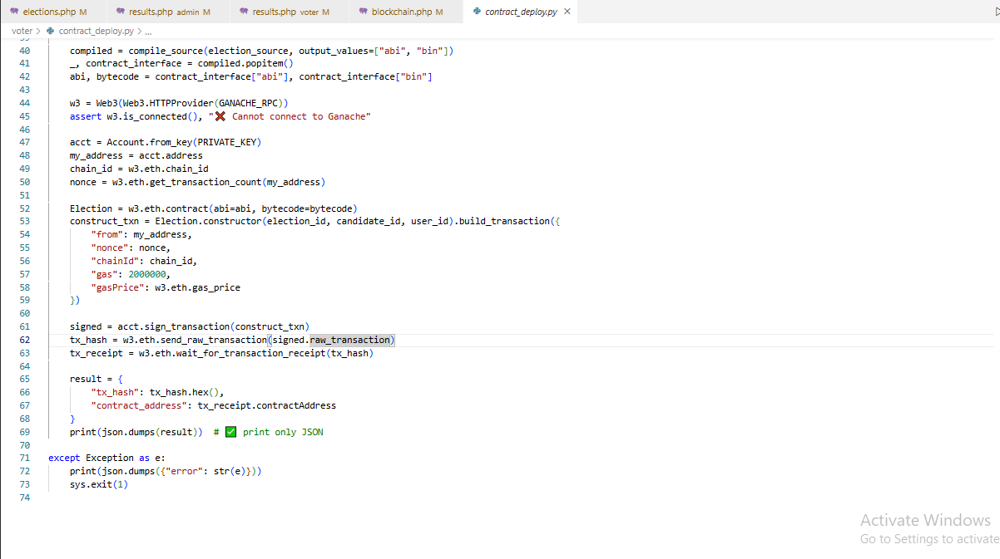 elections.php M results.php admin M results.php voter M blockchain.php M contract_deploy.py ×
voter > contract_deploy.py > ...
39
40 compiled = compile_source(election_source, output_values=["abi", "bin"])
41 _, contract_interface = compiled.popitem()
42 abi, bytecode = contract_interface["abi"], contract_interface["bin"]
43
44 w3 = Web3(Web3.HTTPProvider(GANACHE_RPC))
45 assert w3.is_connected(), "❌ Cannot connect to Ganache"
46
47 acct = Account.from_key(PRIVATE_KEY)
48 my_address = acct.address
49 chain_id = w3.eth.chain_id
50 nonce = w3.eth.get_transaction_count(my_address)
51
52 Election = w3.eth.contract(abi=abi, bytecode=bytecode)
53 construct_txn = Election.constructor(election_id, candidate_id, user_id).build_transaction({
54 "from": my_address,
55 "nonce": nonce,
56 "chainId": chain_id,
57 "gas": 2000000,
58 "gasPrice": w3.eth.gas_price
59 })
60
61 signed = acct.sign_transaction(construct_txn)
62 tx_hash = w3.eth.send_raw_transaction(signed.raw_transaction)
63 tx_receipt = w3.eth.wait_for_transaction_receipt(tx_hash)
64
65 result = {
66 "tx_hash": tx_hash.hex(),
67 "contract_address": tx_receipt.contractAddress
68 }
69 print(json.dumps(result)) # ✅ print only JSON
70
71 except Exception as e:
72 print(json.dumps({"error": str(e)}))
73 sys.exit(1)
74
Activate Windows
Go to Settings to activate